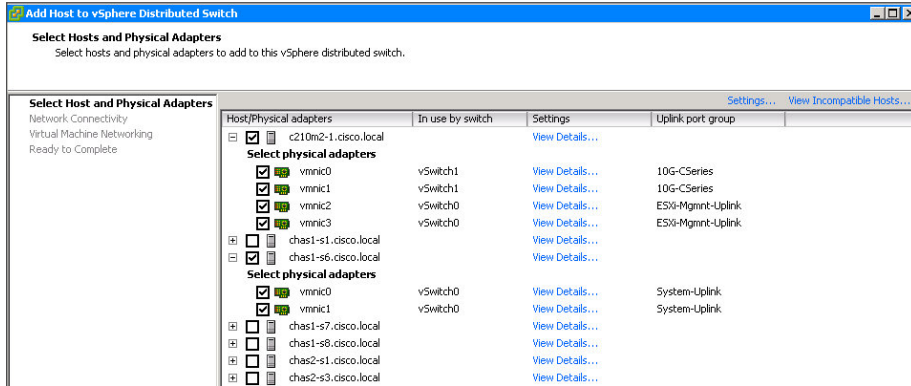 Add Host to vSphere Distributed Switch
Select Hosts and Physical Adapters
Select hosts and physical adapters to add to this vSphere distributed switch.
Settings... View Incompatible Hosts...
Select Host and Physical Adapters
Network Connectivity
Virtual Machine Networking
Ready to Complete
Host/Physical adapters In use by switch Settings Uplink port group
c210m2-1.cisco.local View Details...
Select physical adapters
vmnic0 vSwitch1 View Details... 10G-CSeries
vmnic1 vSwitch1 View Details... 10G-CSeries
vmnic2 vSwitch0 View Details... ESXi-Mgmnt-Uplink
vmnic3 vSwitch0 View Details... ESXi-Mgmnt-Uplink
chas1-s1.cisco.local View Details...
chas1-s6.cisco.local View Details...
Select physical adapters
vmnic0 vSwitch0 View Details... System-Uplink
vmnic1 vSwitch0 View Details... System-Uplink
chas1-s7.cisco.local View Details...
chas1-s8.cisco.local View Details...
chas2-s1.cisco.local View Details...
chas2-s3.cisco.local View Details...